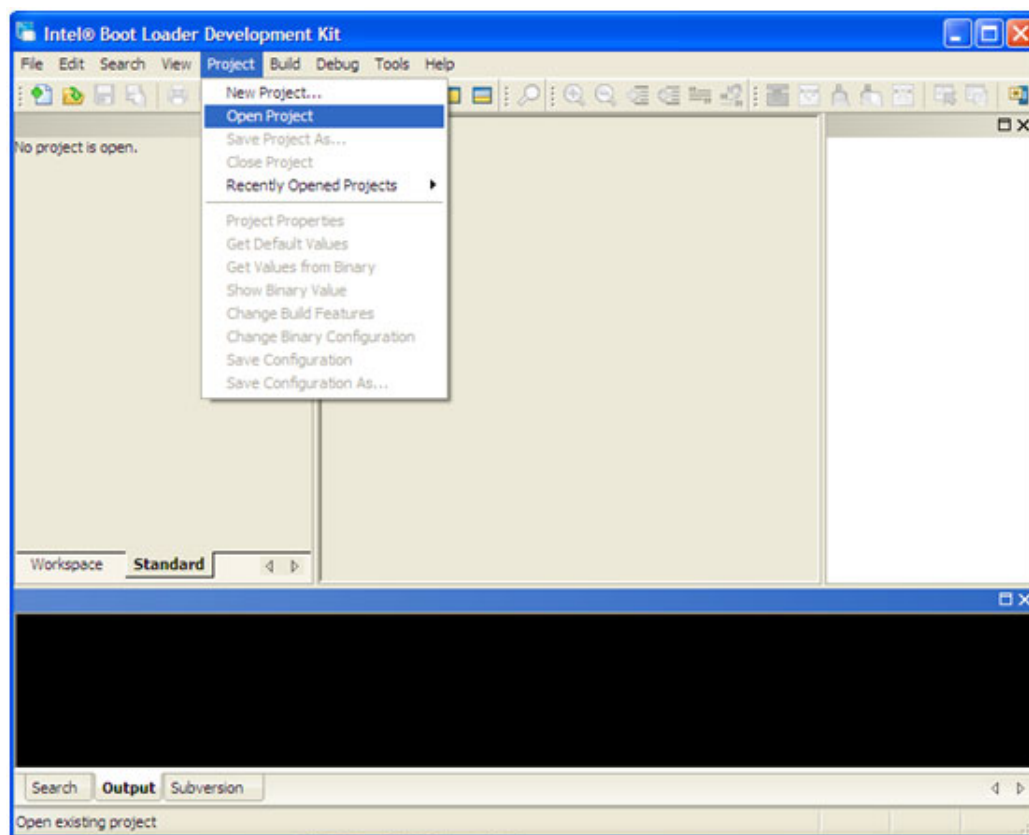 Intel® Boot Loader Development Kit
File Edit Search View Project Build Debug Tools Help
New Project...
Open Project
Save Project As...
Close Project
Recently Opened Projects
Project Properties
Get Default Values
Get Values from Binary
Show Binary Value
Change Build Features
Change Binary Configuration
Save Configuration
Save Configuration As...
No project is open.
Workspace Standard
Search Output Subversion
Open existing project